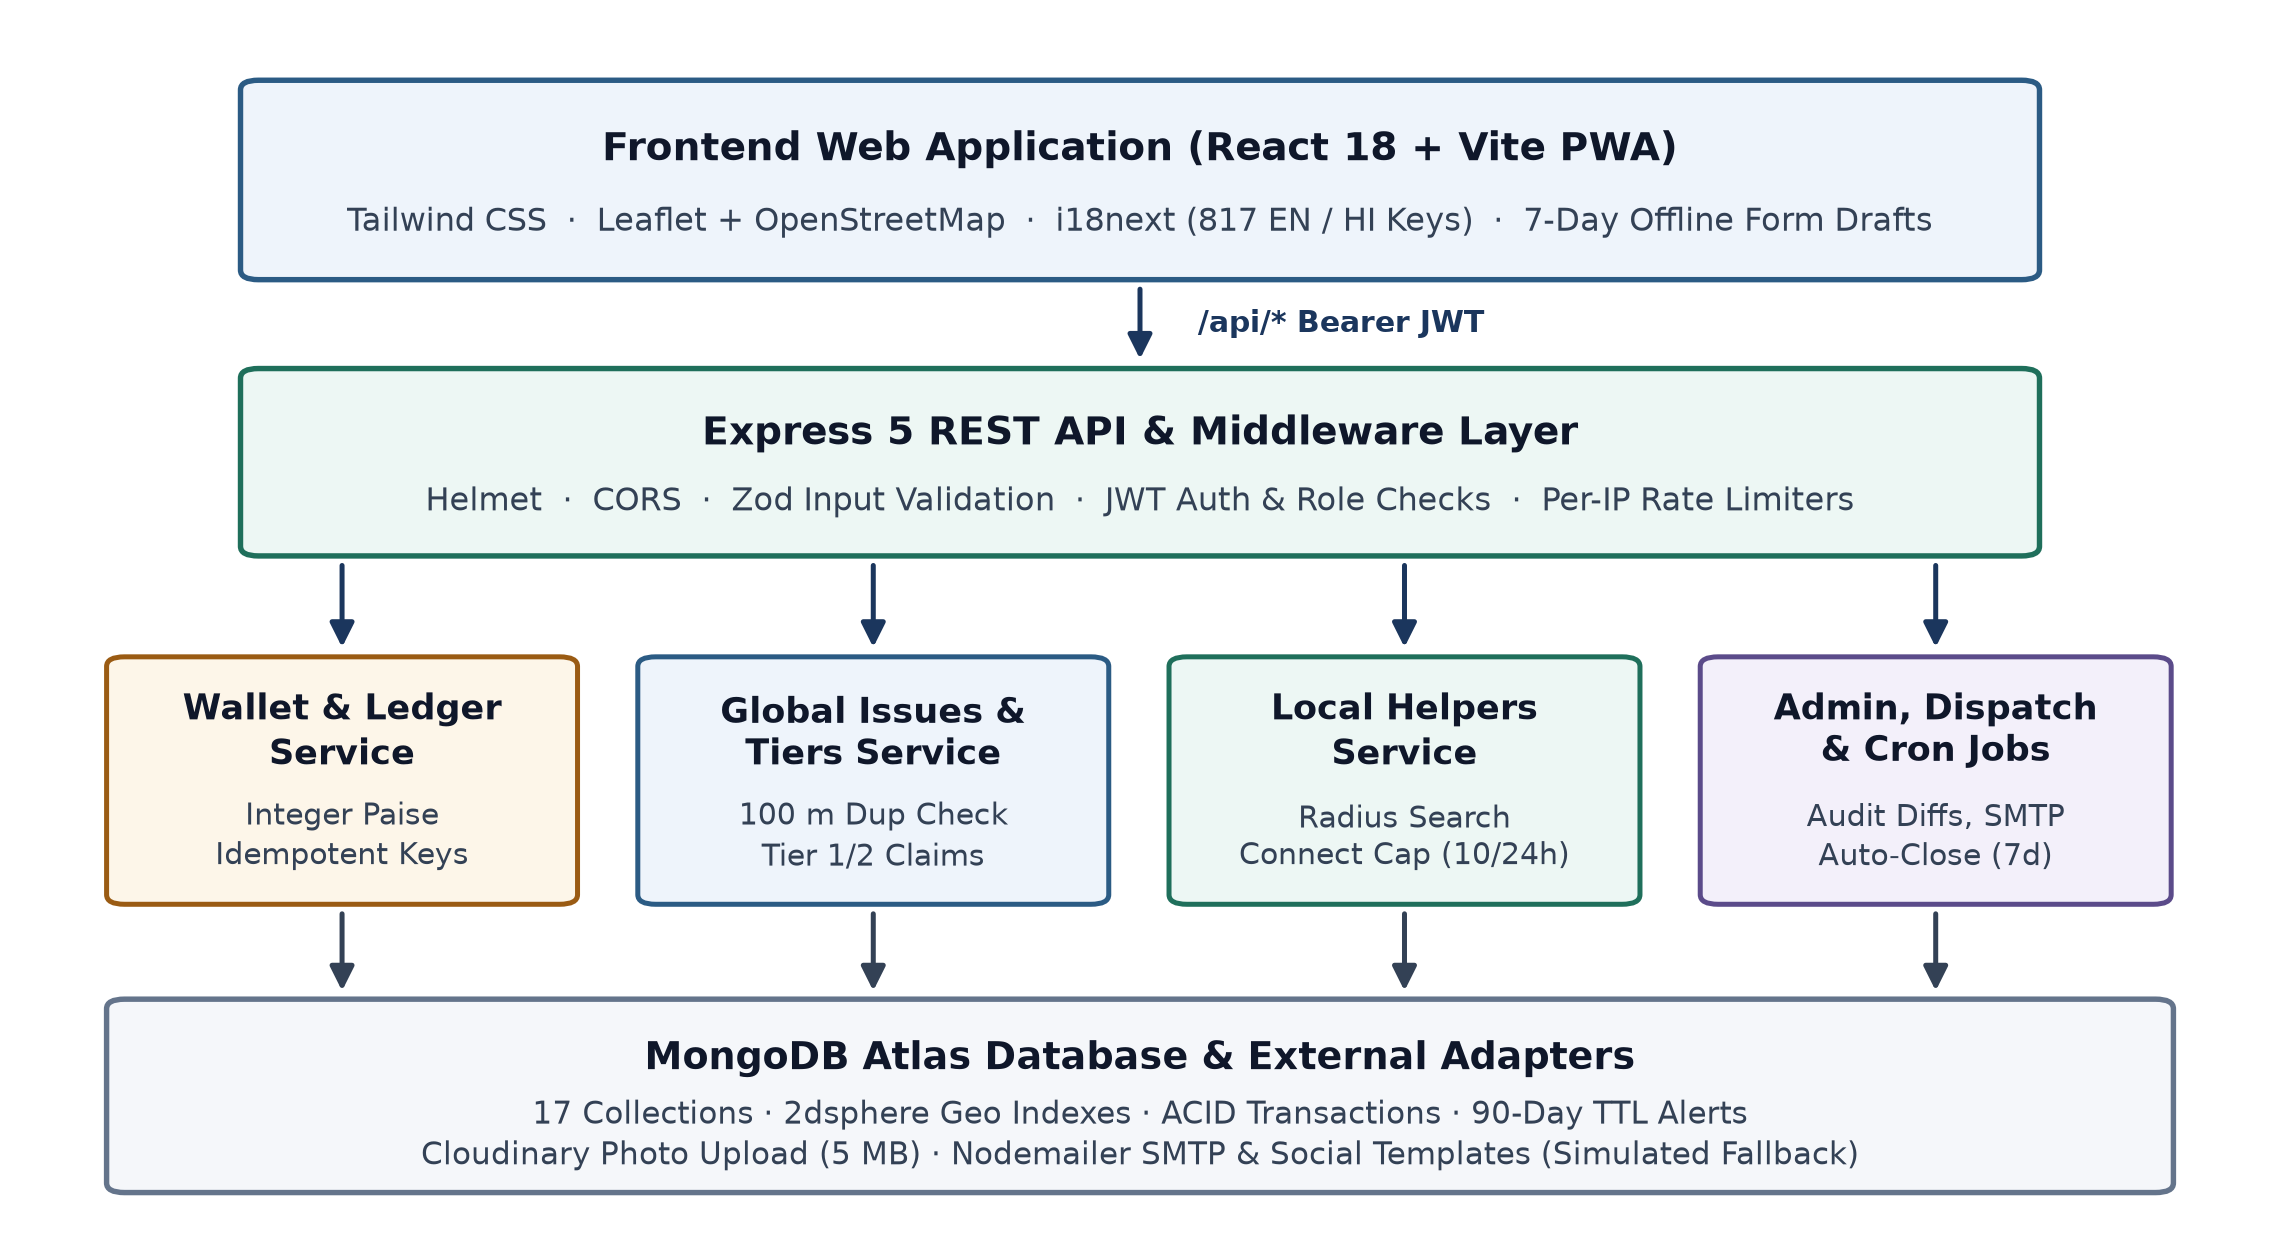 Frontend Web Application (React 18 + Vite PWA)
Tailwind CSS · Leaflet + OpenStreetMap · i18next (817 EN / HI Keys) · 7-Day Offline Form Drafts
/api/* Bearer JWT
Express 5 REST API & Middleware Layer
Helmet · CORS · Zod Input Validation · JWT Auth & Role Checks · Per-IP Rate Limiters
Wallet & Ledger
Service
Integer Paise
Idempotent Keys
Global Issues &
Tiers Service
100 m Dup Check
Tier 1/2 Claims
Local Helpers
Service
Radius Search
Connect Cap (10/24h)
Admin, Dispatch
& Cron Jobs
Audit Diffs, SMTP
Auto-Close (7d)
MongoDB Atlas Database & External Adapters
17 Collections · 2dsphere Geo Indexes · ACID Transactions · 90-Day TTL Alerts
Cloudinary Photo Upload (5 MB) · Nodemailer SMTP & Social Templates (Simulated Fallback)